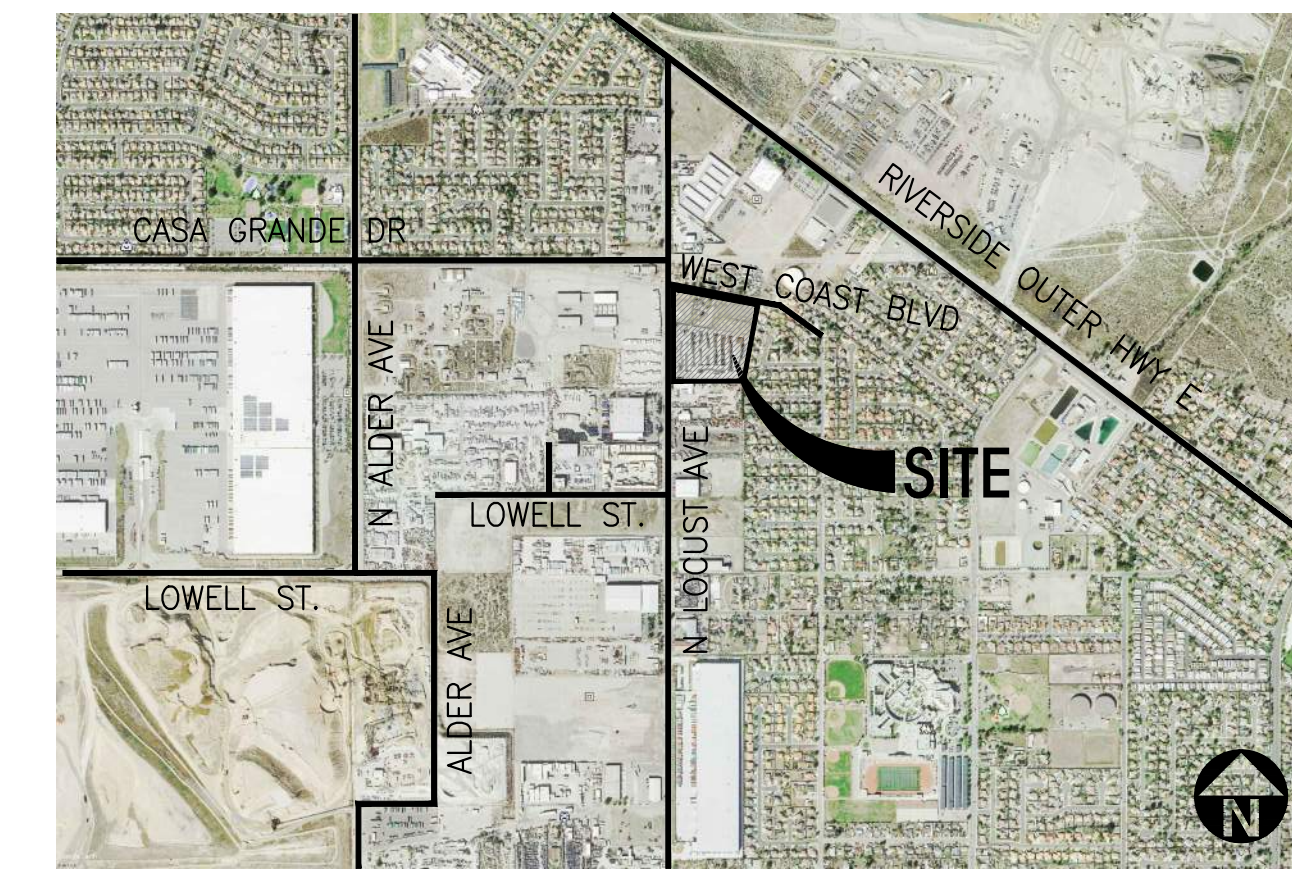 CASA GRANDE DR
RIVERSIDE OUTER HWY E
WEST COAST BLVD
N ALDER AVE
N LOCUST AVE
SITE
LOWELL ST.
LOWELL ST.
ALDER AVE
N